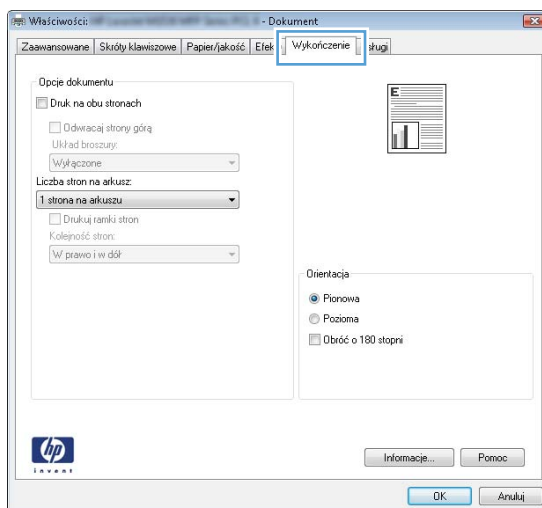 Właściwości: - Dokument
Zaawansowane Skróty klawiszowe Papier/jakość Efek Wykończenie sługi
Opcje dokumentu
Druk na obu stronach
Odwracaj strony górą
Układ broszury:
Wyłączone
Liczba stron na arkusz:
1 strona na arkuszu
Drukuj ramki stron
Kolejność stron:
W prawo i w dół
E
Orientacja
Pionowa
Pozioma
Obróć o 180 stopni
hp
invent
Informacje... Pomoc
OK Anuluj